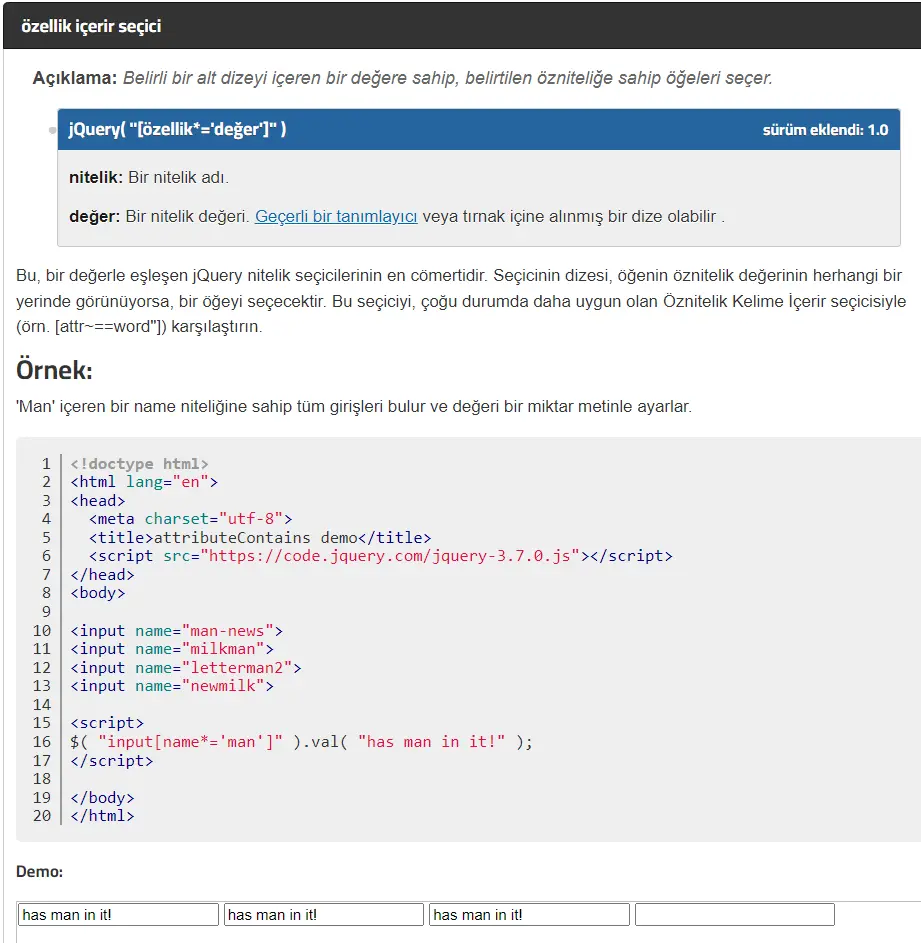 özellik içerir seçici
Açıklama: Belirli bir alt dizeyi içeren bir değere sahip, belirtilen özniteliğe sahip öğeleri seçer.
jQuery( "[özellik*='değer']" ) sürüm eklendi: 1.0
nitelik: Bir nitelik adı.
değer: Bir nitelik değeri. Geçerli bir tanımlayıcı veya tırnak içine alınmış bir dize olabilir .
Bu, bir değerle eşleşen jQuery nitelik seçicilerinin en cömertidir. Seçicinin dizesi, öğenin öznitelik değerinin herhangi bir
yerinde görünüyorsa, bir öğeyi seçecektir. Bu seçiciyi, çoğu durumda daha uygun olan Öznitelik Kelime İçerir seçicisiyle
(örn. [attr~==word"]) karşılaştırın.
Örnek:
'Man' içeren bir name niteliğine sahip tüm girişleri bulur ve değeri bir miktar metinle ayarlar.
1 <!doctype html>
2 <html lang="en">
3 <head>
4   <meta charset="utf-8">
5   <title>attributeContains demo</title>
6   <script src="https://code.jquery.com/jquery-3.7.0.js"></script>
7 </head>
8 <body>
9
10 <input name="man-news">
11 <input name="milkman">
12 <input name="letterman2">
13 <input name="newmilk">
14
15 <script>
16 $( "input[name*='man']" ).val( "has man in it!" );
17 </script>
18
19 </body>
20 </html>
Demo:
has man in it! has man in it! has man in it!